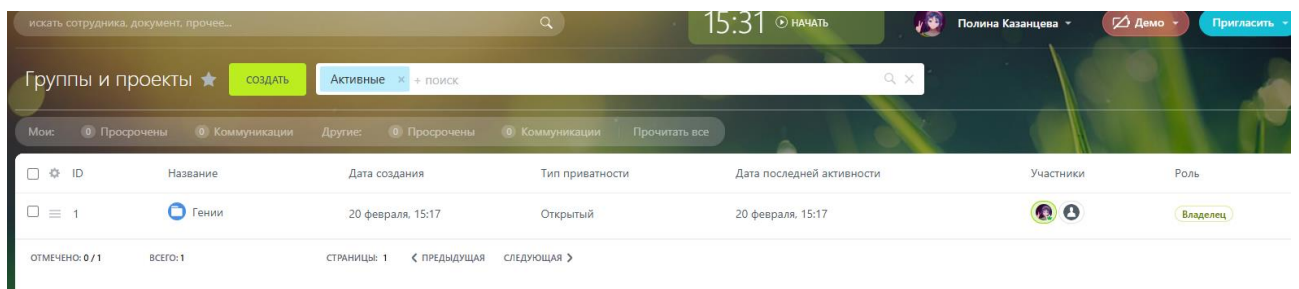 искать сотрудника, документ, прочее...
15:31 НАЧАТЬ
Полина Казанцева
Демо
Пригласить
Группы и проекты
СОЗДАТЬ
Активные × + поиск
Мои: 0 Просрочены 0 Коммуникации Другие: 0 Просрочены 0 Коммуникации Прочитать все
ID Название Дата создания Тип приватности Дата последней активности Участники Роль
1 Гении 20 февраля, 15:17 Открытый 20 февраля, 15:17 Владелец
ОТМЕЧЕНО: 0 / 1 ВСЕГО: 1 СТРАНИЦЫ: 1 ПРЕДЫДУЩАЯ СЛЕДУЮЩАЯ